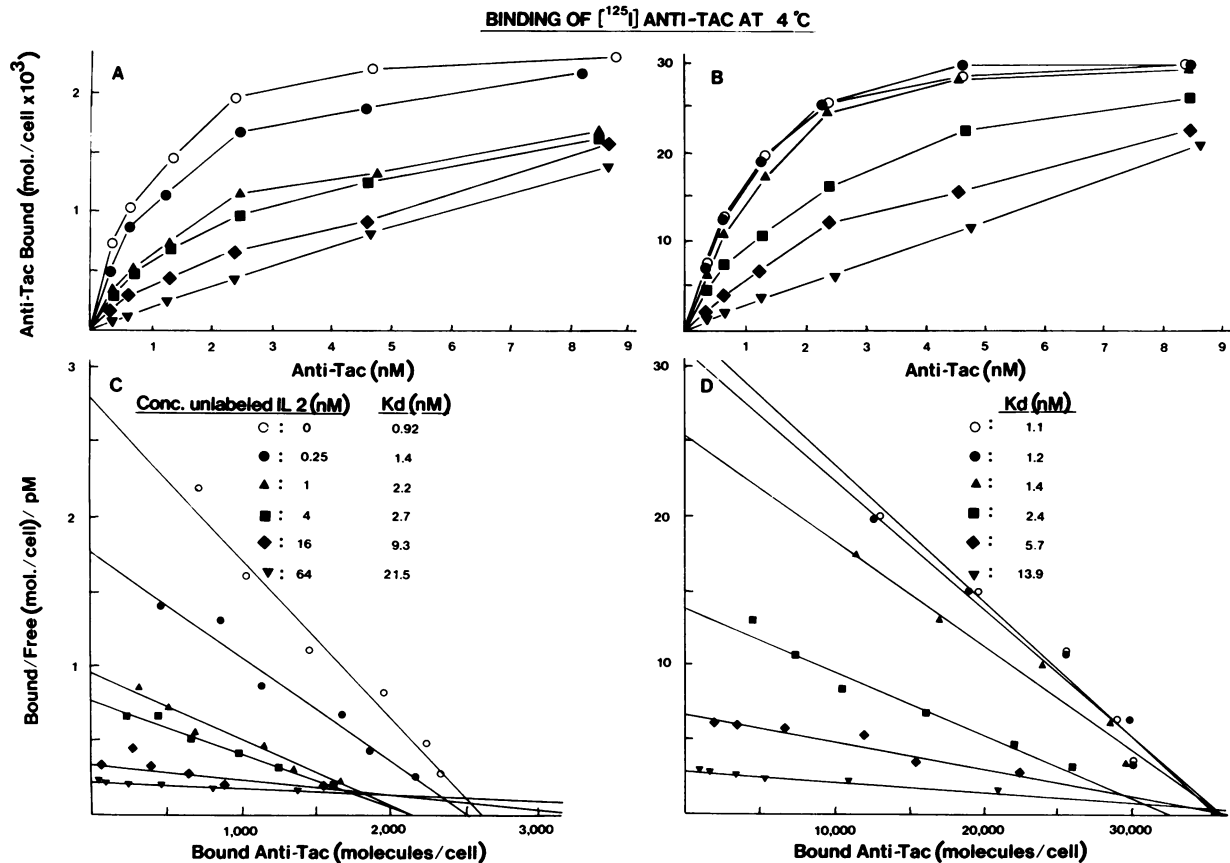 BINDING OF [¹²⁵I] ANTI-TAC AT 4 °C
A
B
Anti-Tac Bound (mol./cell x10³)
2
1
1 2 3 4 5 6 7 8 9
Anti-Tac (nM)
30
20
10
1 2 3 4 5 6 7 8 9
Anti-Tac (nM)
C
Conc. unlabeled IL 2 (nM) Kd (nM)
○ : 0 0.92
● : 0.25 1.4
▲ : 1 2.2
■ : 4 2.7
◆ : 16 9.3
▼ : 64 21.5
Bound/Free (mol./cell)/pM
3
2
1
1,000 2,000 3,000
Bound Anti-Tac (molecules/cell)
D
Kd (nM)
○ : 1.1
● : 1.2
▲ : 1.4
■ : 2.4
◆ : 5.7
▼ : 13.9
30
20
10
10,000 20,000 30,000
Bound Anti-Tac (molecules/cell)